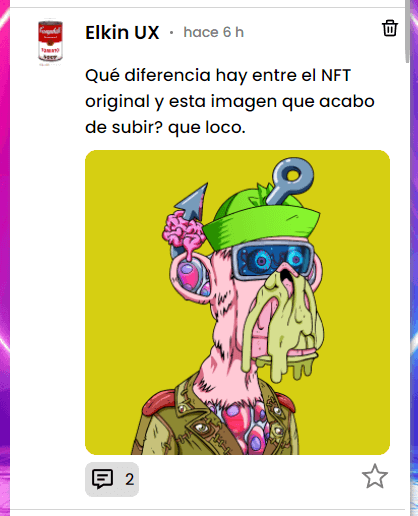 Elkin UX · hace 6 h
Qué diferencia hay entre el NFT
original y esta imagen que acabo
de subir? que loco.
2